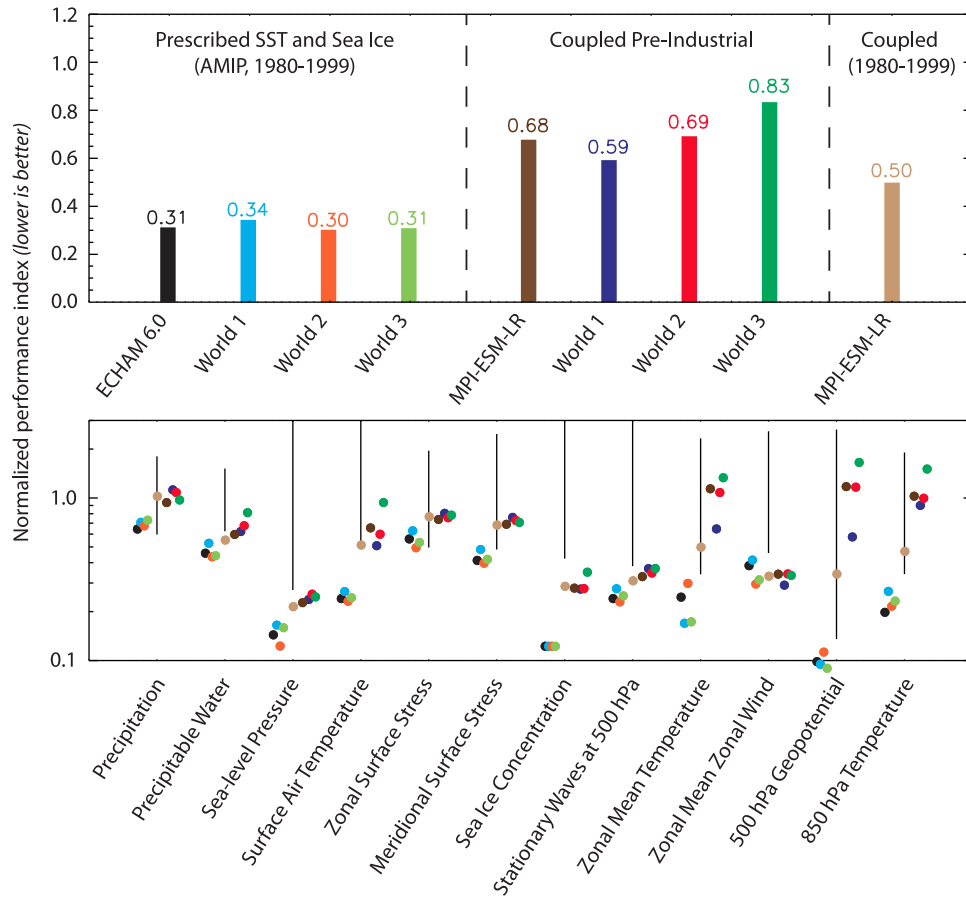 Normalized performance index (lower is better)
1.2
1.0
0.8
0.6
0.4
0.2
0.0
Prescribed SST and Sea Ice
(AMIP, 1980-1999)
Coupled Pre-Industrial
Coupled
(1980-1999)
0.31
0.34
0.30
0.31
0.68
0.59
0.69
0.83
0.50
ECHAM 6.0
World 1
World 2
World 3
MPI-ESM-LR
World 1
World 2
World 3
MPI-ESM-LR
1.0
0.1
Precipitation
Precipitable Water
Sea-level Pressure
Surface Air Temperature
Zonal Surface Stress
Meridional Surface Stress
Sea Ice Concentration
Stationary Waves at 500 hPa
Zonal Mean Temperature
Zonal Mean Zonal Wind
500 hPa Geopotential
850 hPa Temperature